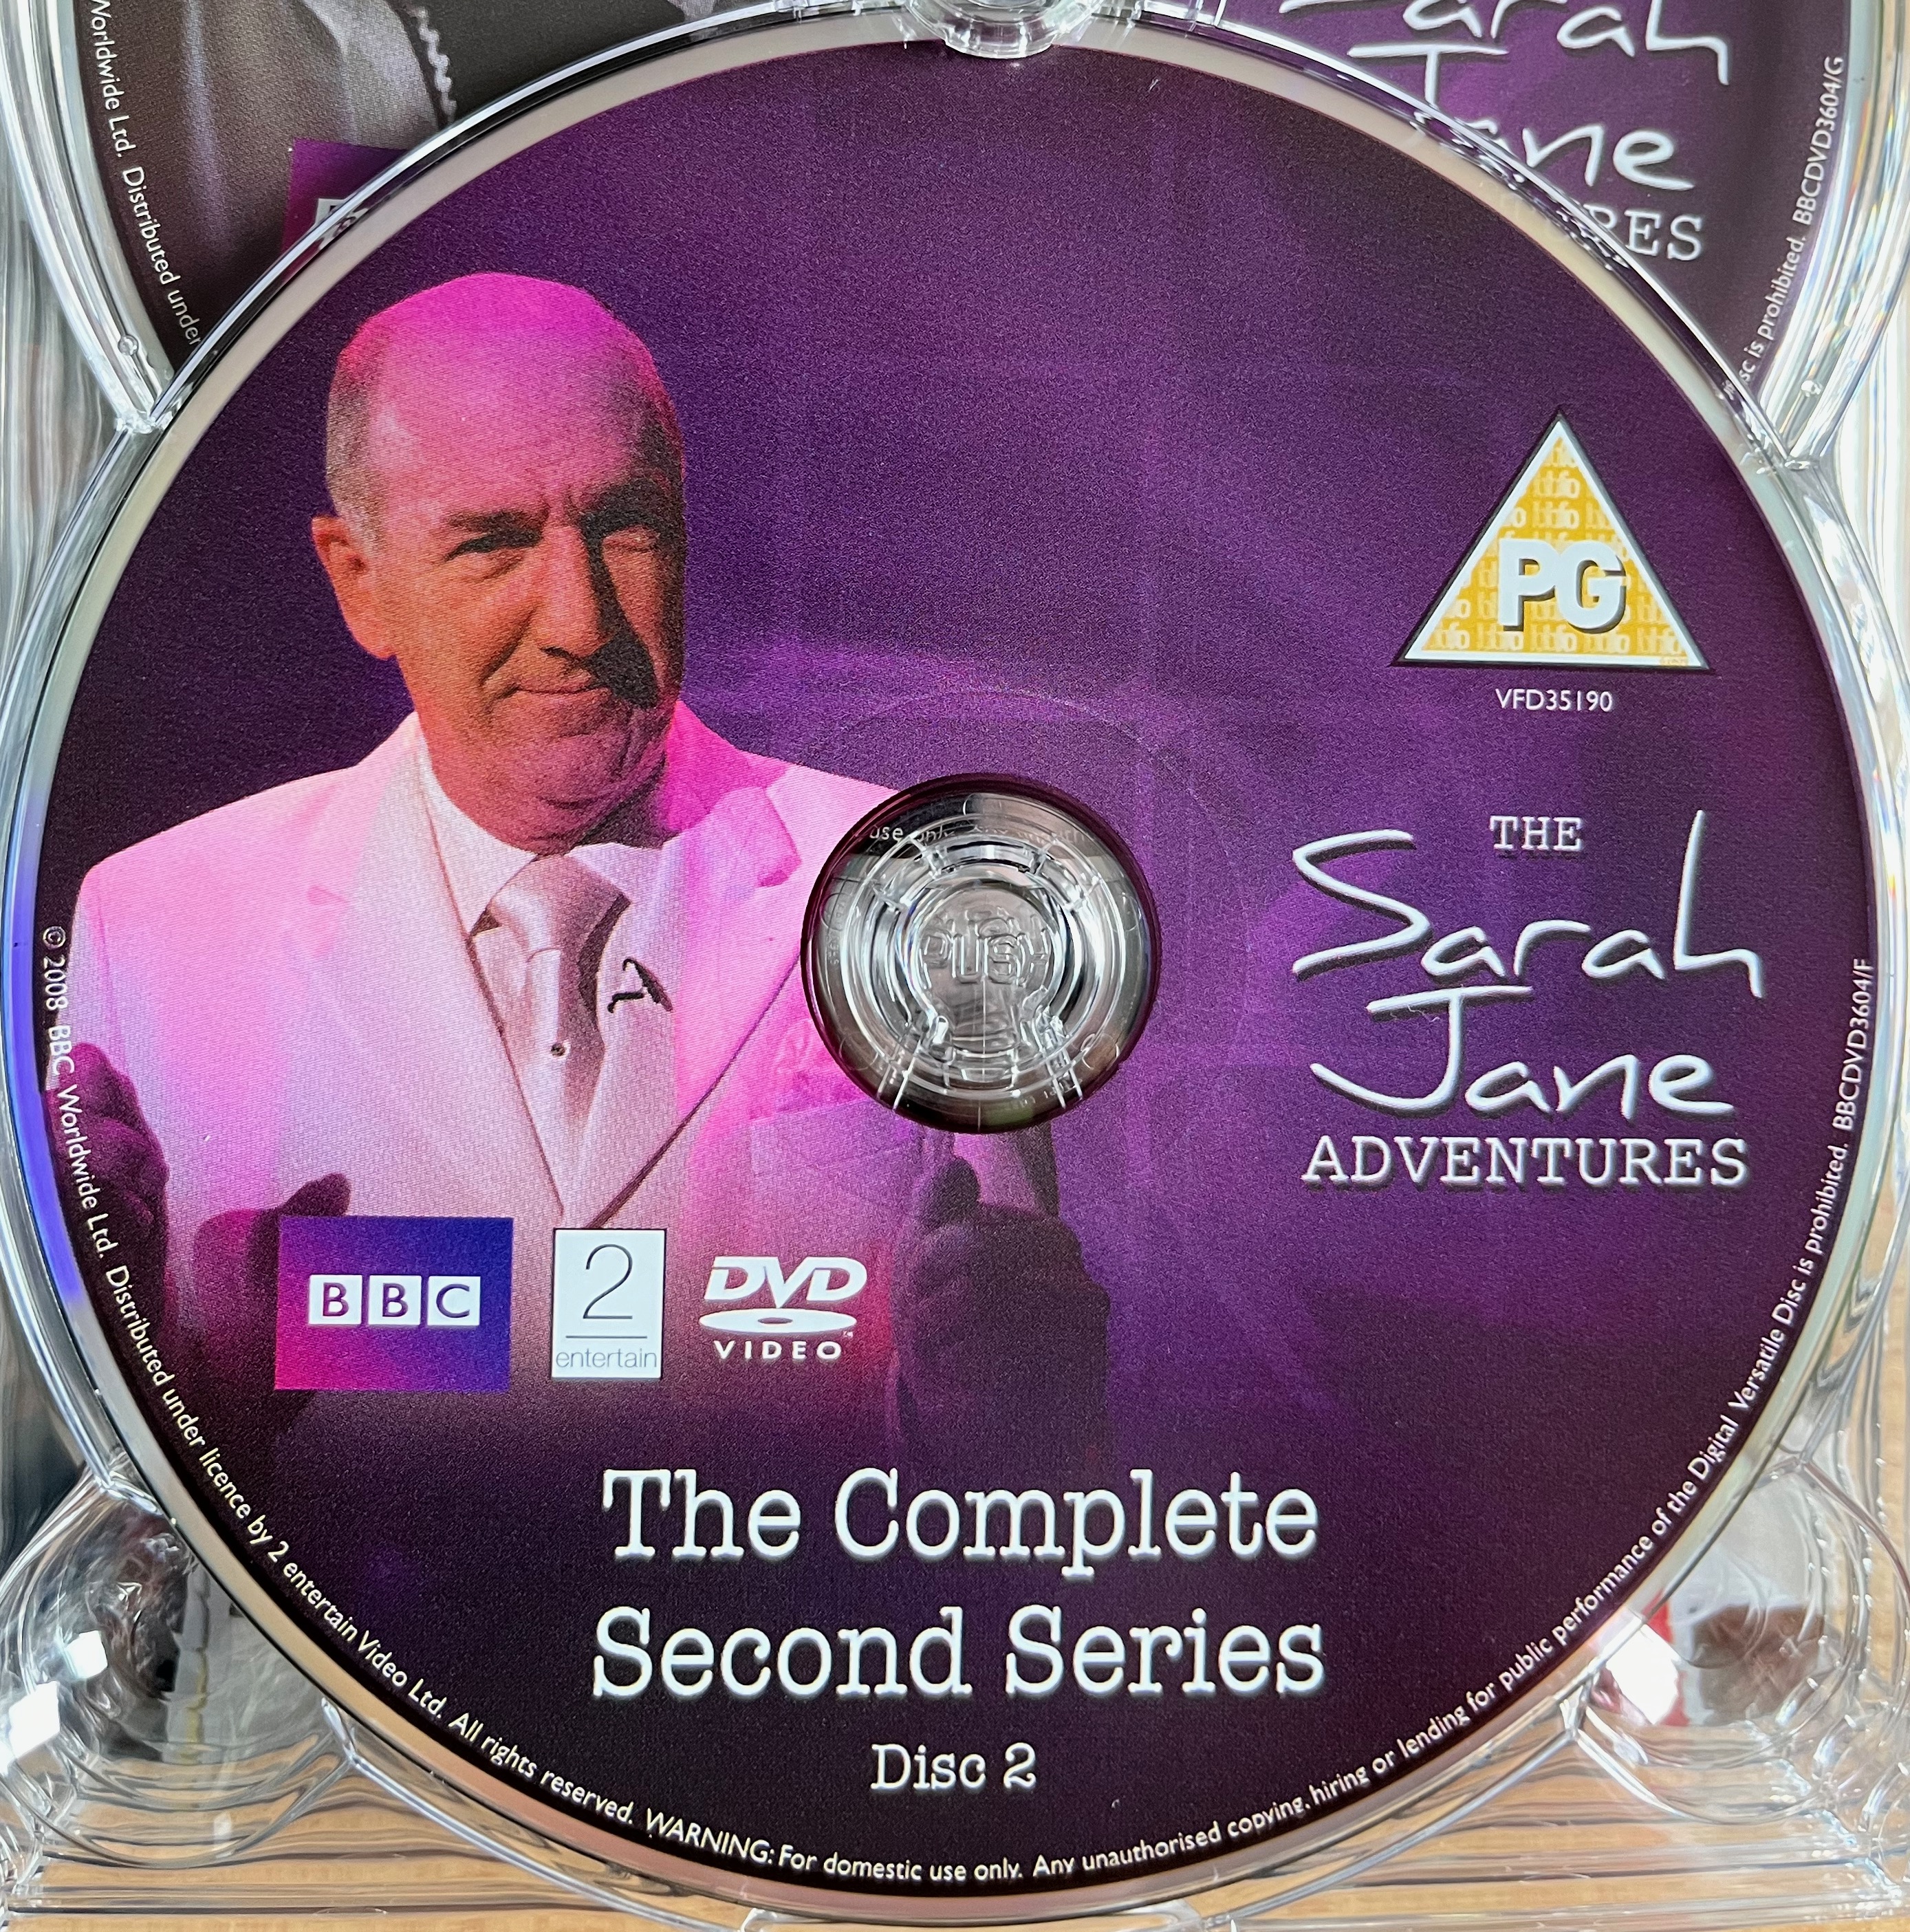 Worldwide Ltd. Distributed under
Sarah
Jane
RES
sc is prohibited. BBCDVD3604/G
PG
VFD35190
THE
Sarah
Jane
ADVENTURES
PUSH
BBC
2
entertain
DVD
VIDEO
The Complete
Second Series
Disc 2
© 2008 BBC Worldwide Ltd. Distributed under licence by 2 entertain Video Ltd. All rights reserved. WARNING: For domestic use only. Any unauthorised copying, hiring or lending for public performance of the Digital Versatile Disc is prohibited. BBCDVD3604/F